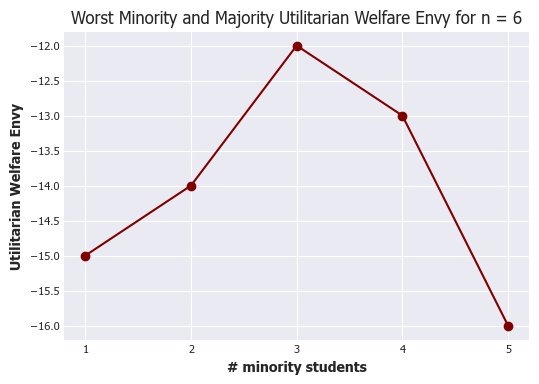 Worst Minority and Majority Utilitarian Welfare Envy for n = 6
Utilitarian Welfare Envy
−12.0
−12.5
−13.0
−13.5
−14.0
−14.5
−15.0
−15.5
−16.0
1 2 3 4 5
# minority students